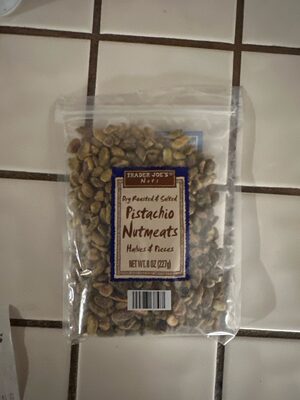 TRADER JOE'S
Nuts
Dry Roasted & Salted
Pistachio
Nutmeats
Halves & Pieces
NET WT. 8 OZ (227g)